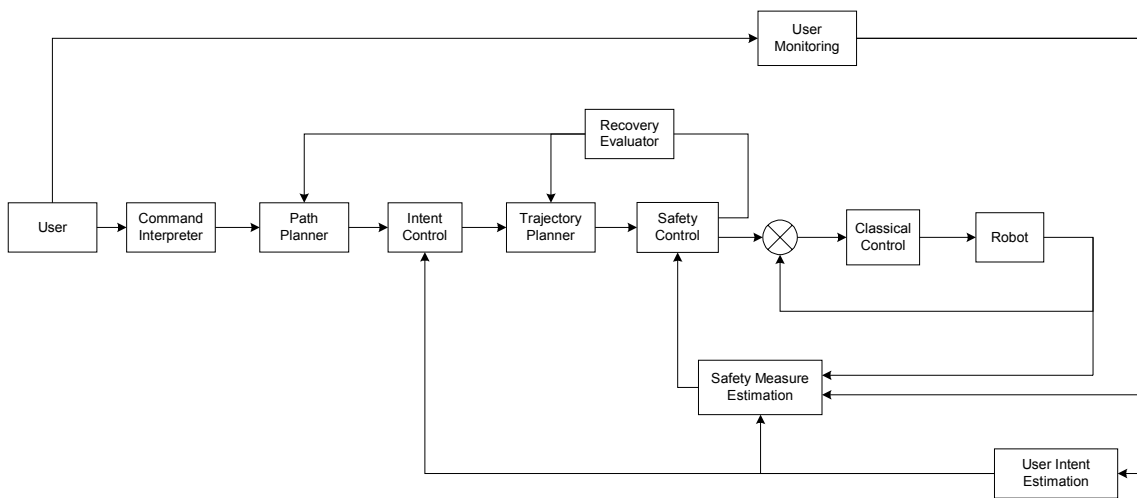 User
Monitoring
Recovery
Evaluator
User
Command
Interpreter
Path
Planner
Intent
Control
Trajectory
Planner
Safety
Control
Classical
Control
Robot
Safety Measure
Estimation
User Intent
Estimation